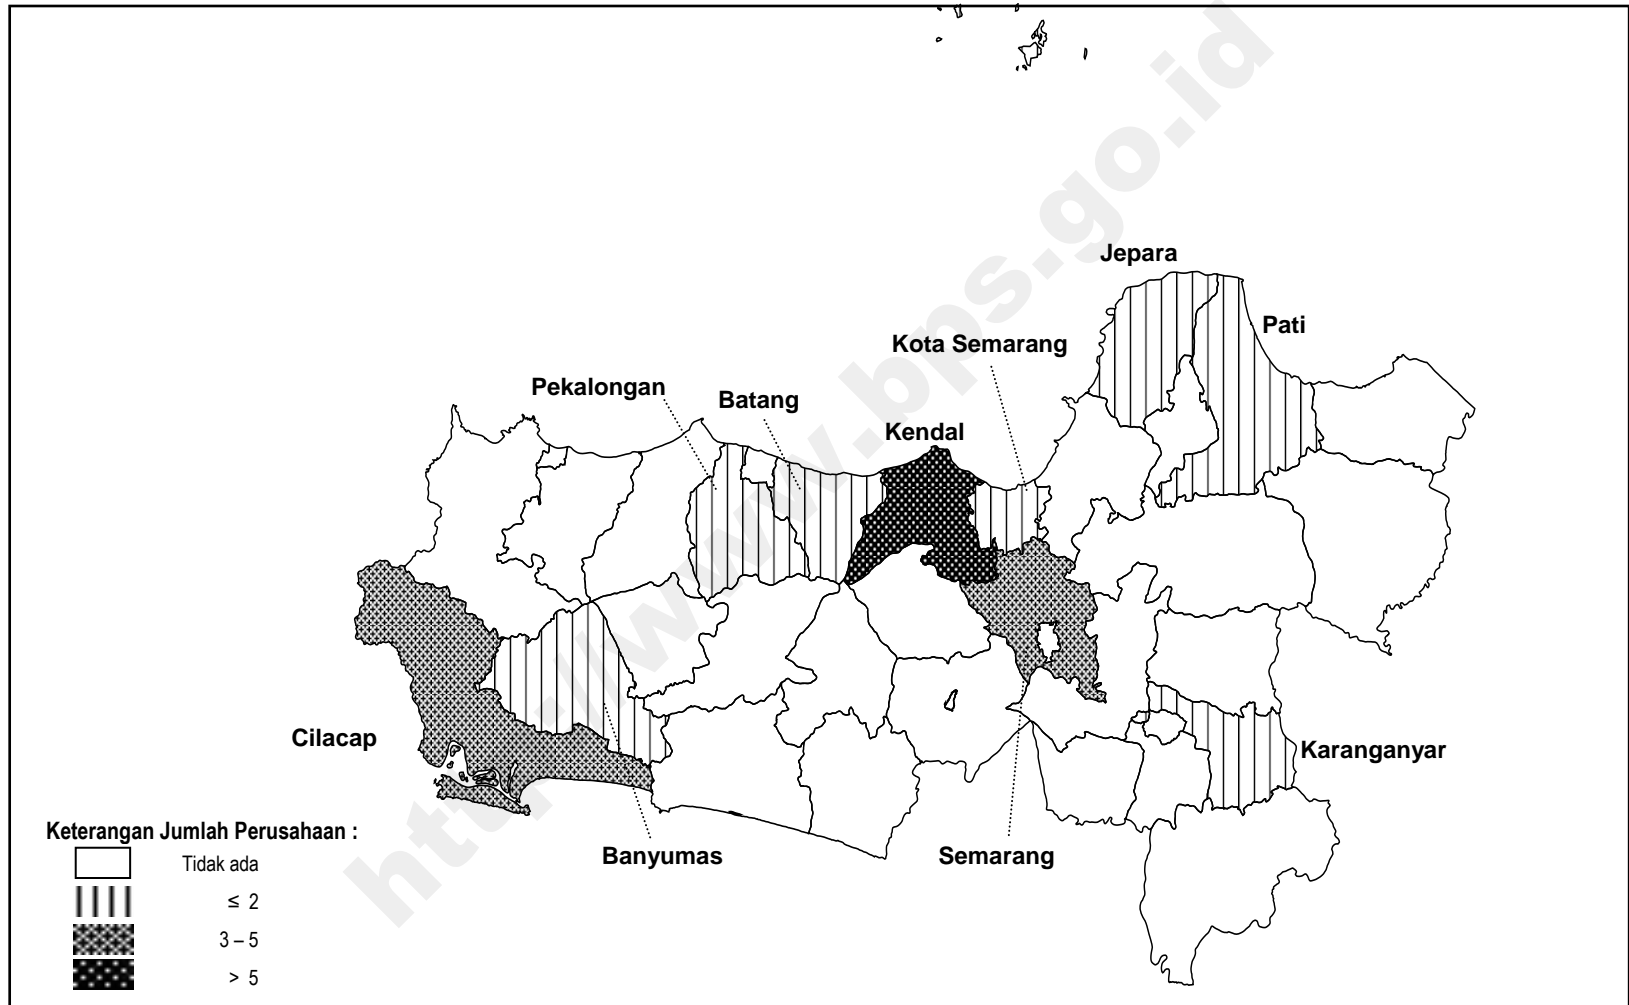 http://www.bps.go.id
Jepara
Pati
Kota Semarang
Pekalongan
Batang
Kendal
Cilacap
Karanganyar
Banyumas
Semarang
Keterangan Jumlah Perusahaan :
Tidak ada
≤ 2
3 – 5
> 5